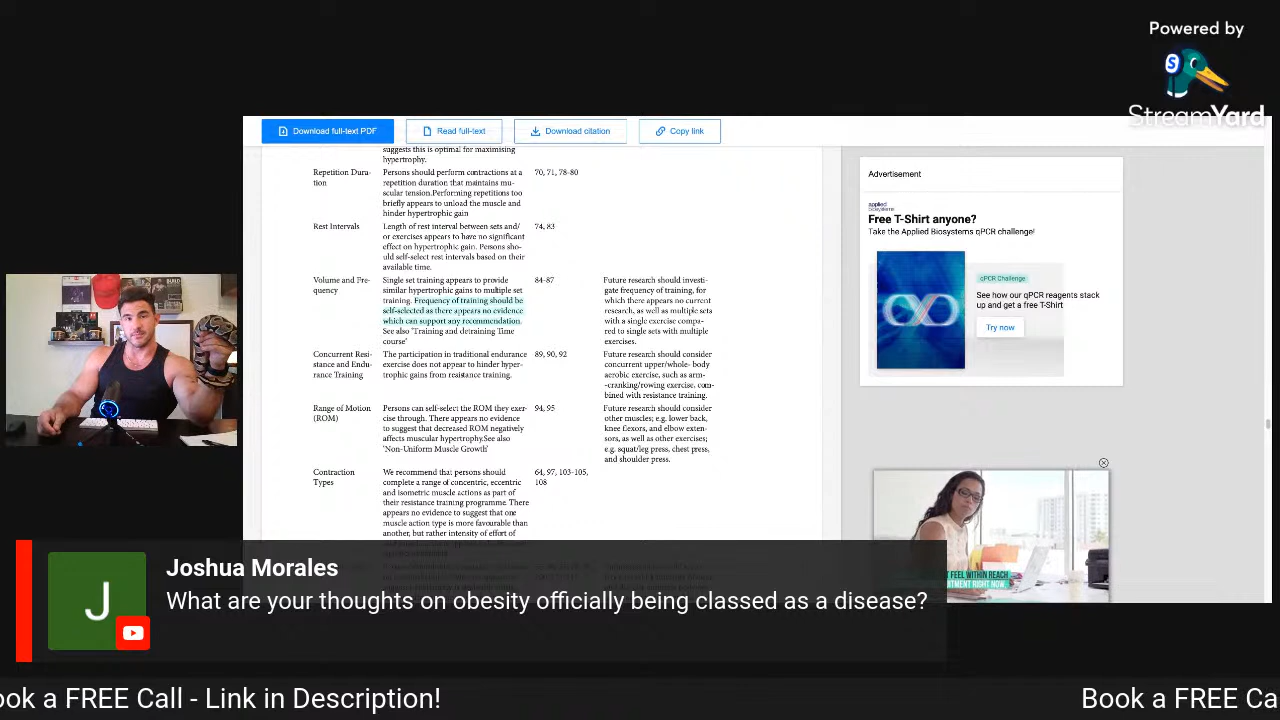 Powered by
StreamYard
Download full-text PDF
Read full-text
Download citation
Copy link
suggests this is optimal for maximising
hypertrophy.
Repetition Dura-
tion
Persons should perform contractions at a
repetition duration that maintains mu-
scular tension.Performing repetitions too
briefly appears to unload the muscle and
hinder hypertrophic gain
70, 71, 78-80
Rest Intervals
Length of rest interval between sets and/
or exercises appears to have no significant
effect on hypertrophic gain. Persons sho-
uld self-select rest intervals based on their
available time.
74, 83
Volume and Fre-
quency
Single set training appears to provide
similar hypertrophic gains to multiple set
training. Frequency of training should be
self-selected as there appears no evidence
which can support any recommendation.
See also 'Training and detraining Time
course'
84-87
Future research should investi-
gate frequency of training, for
which there appears no current
research, as well as multiple sets
with a single exercise compa-
red to single sets with multiple
exercises.
Concurrent Resi-
stance and Endu-
rance Training
The participation in traditional endurance
exercise does not appear to hinder hyper-
trophic gains from resistance training.
89, 90, 92
Future research should consider
concurrent upper/whole- body
aerobic exercise, such as arm-
-cranking/rowing exercise, com-
bined with resistance training.
Range of Motion
(ROM)
Persons can self-select the ROM they exer-
cise through. There appears no evidence
to suggest that decreased ROM negatively
affects muscular hypertrophy.See also
'Non-Uniform Muscle Growth'
94, 95
Future research should consider
other muscles; e.g. lower back,
knee flexors, and elbow exten-
sors, as well as other exercises;
e.g. squat/leg press, chest press,
and shoulder press.
Contraction
Types
We recommend that persons should
complete a range of concentric, eccentric
and isometric muscle actions as part of
their resistance training programme. There
appears no evidence to suggest that one
muscle action type is more favourable than
another, but rather intensity of effort of
64, 97, 103-105,
108
Advertisement
applied
biosystems
Free T-Shirt anyone?
Take the Applied Biosystems qPCR challenge!
qPCR Challenge
See how our qPCR reagents stack
up and get a free T-Shirt
Try now
FEEL WITHIN REACH
RIGHT NOW.
J
Joshua Morales
What are your thoughts on obesity officially being classed as a disease?
ook a FREE Call - Link in Description!
Book a FREE Ca